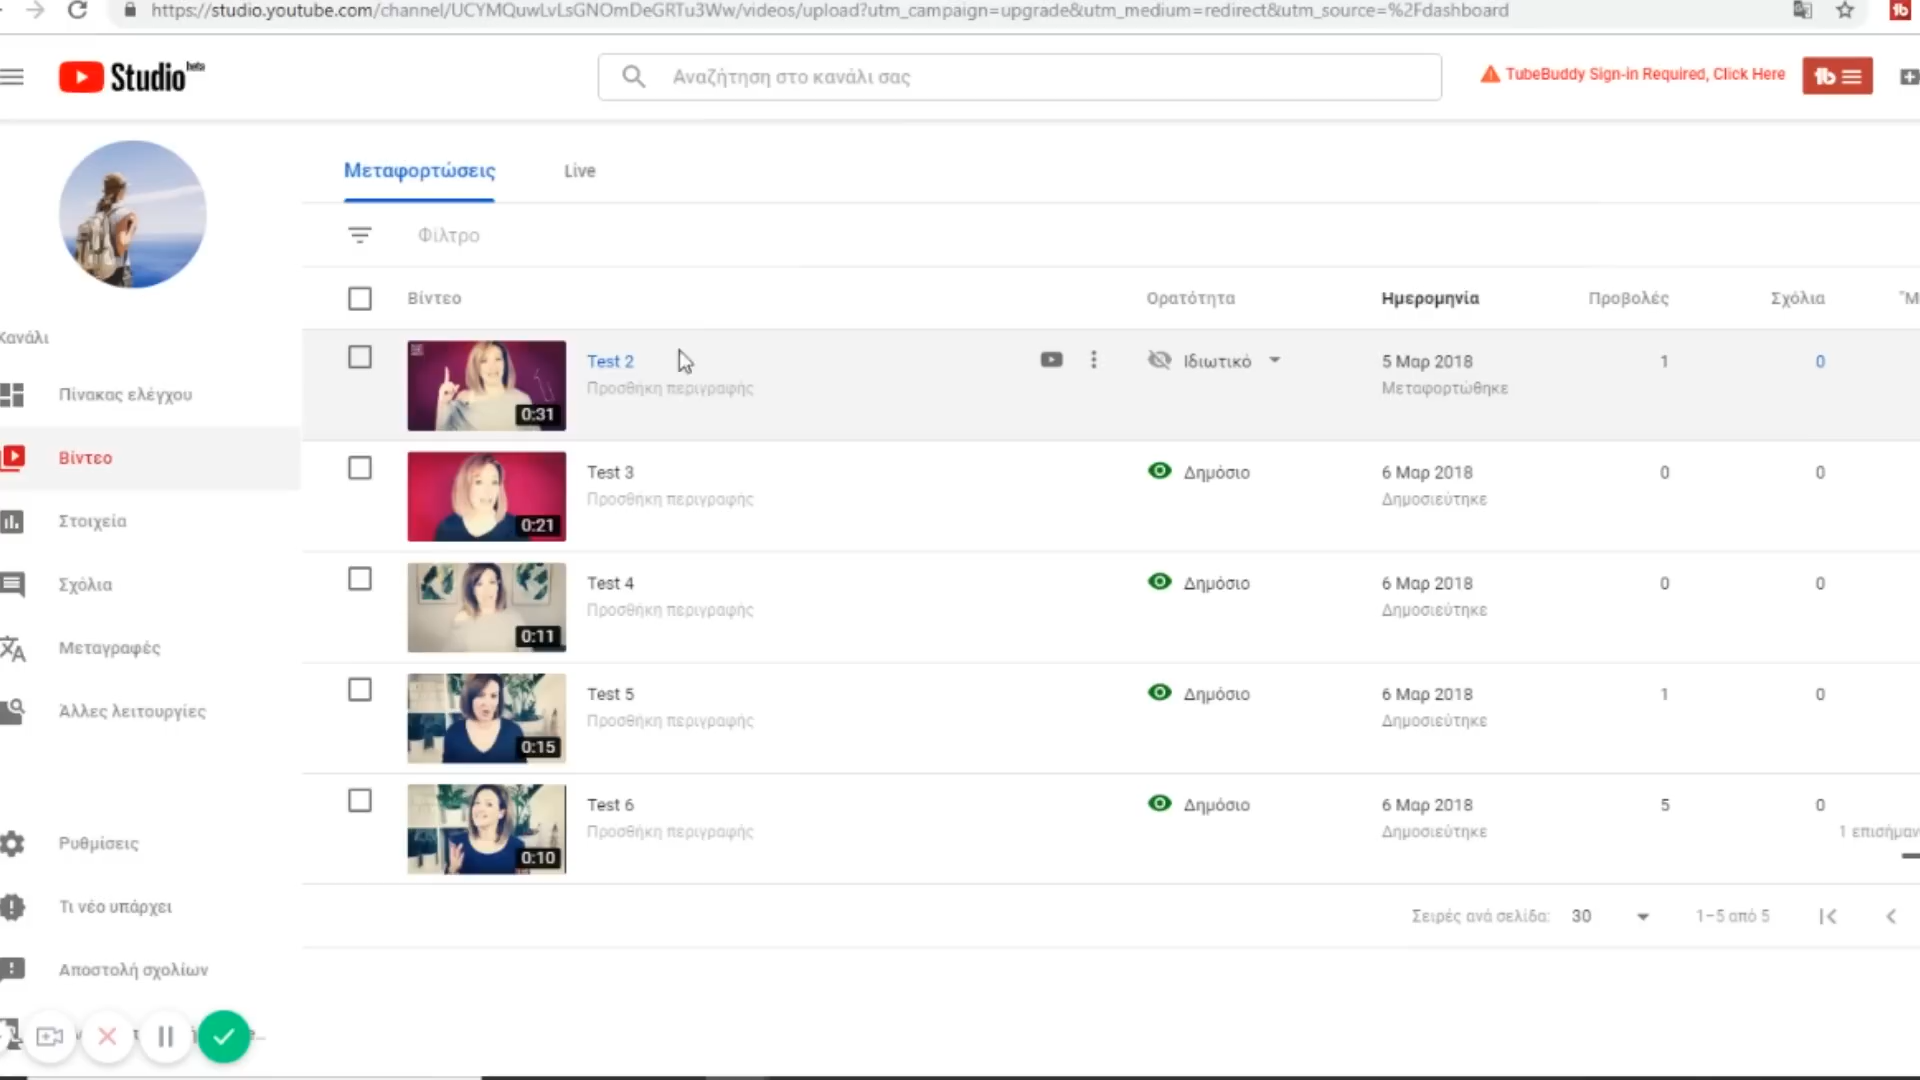 https://studio.youtube.com/channel/UCYMQuwLvLsGNOmDeGRTu3Ww/videos/upload?utm_campaign=upgrade&utm_medium=redirect&utm_source=%2Fdashboard
Studio beta
Αναζήτηση στο κανάλι σας
TubeBuddy Sign-in Required, Click Here
Μεταφορτώσεις
Live
Φίλτρο
Βίντεο
Ορατότητα
Ημερομηνία
Προβολές
Σχόλια
"Μ
Κανάλι
Πίνακας ελέγχου
Βίντεο
Στοιχεία
Σχόλια
Μεταγραφές
Άλλες λειτουργίες
Ρυθμίσεις
Τι νέο υπάρχει
Αποστολή σχολίων
0:31
Test 2
Προσθήκη περιγραφής
Ιδιωτικό
5 Μαρ 2018
Μεταφορτώθηκε
1
0
0:21
Test 3
Προσθήκη περιγραφής
Δημόσιο
6 Μαρ 2018
Δημοσιεύτηκε
0
0
0:11
Test 4
Προσθήκη περιγραφής
Δημόσιο
6 Μαρ 2018
Δημοσιεύτηκε
0
0
0:15
Test 5
Προσθήκη περιγραφής
Δημόσιο
6 Μαρ 2018
Δημοσιεύτηκε
1
0
0:10
Test 6
Προσθήκη περιγραφής
Δημόσιο
6 Μαρ 2018
Δημοσιεύτηκε
5
0
1 επισήμαν
Σειρές ανά σελίδα:
30
1–5 από 5